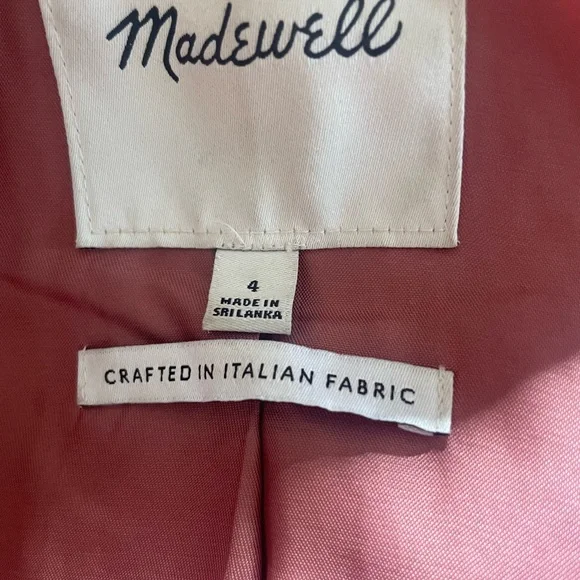 Madewell
4
MADE IN
SRI LANKA
CRAFTED IN ITALIAN FABRIC